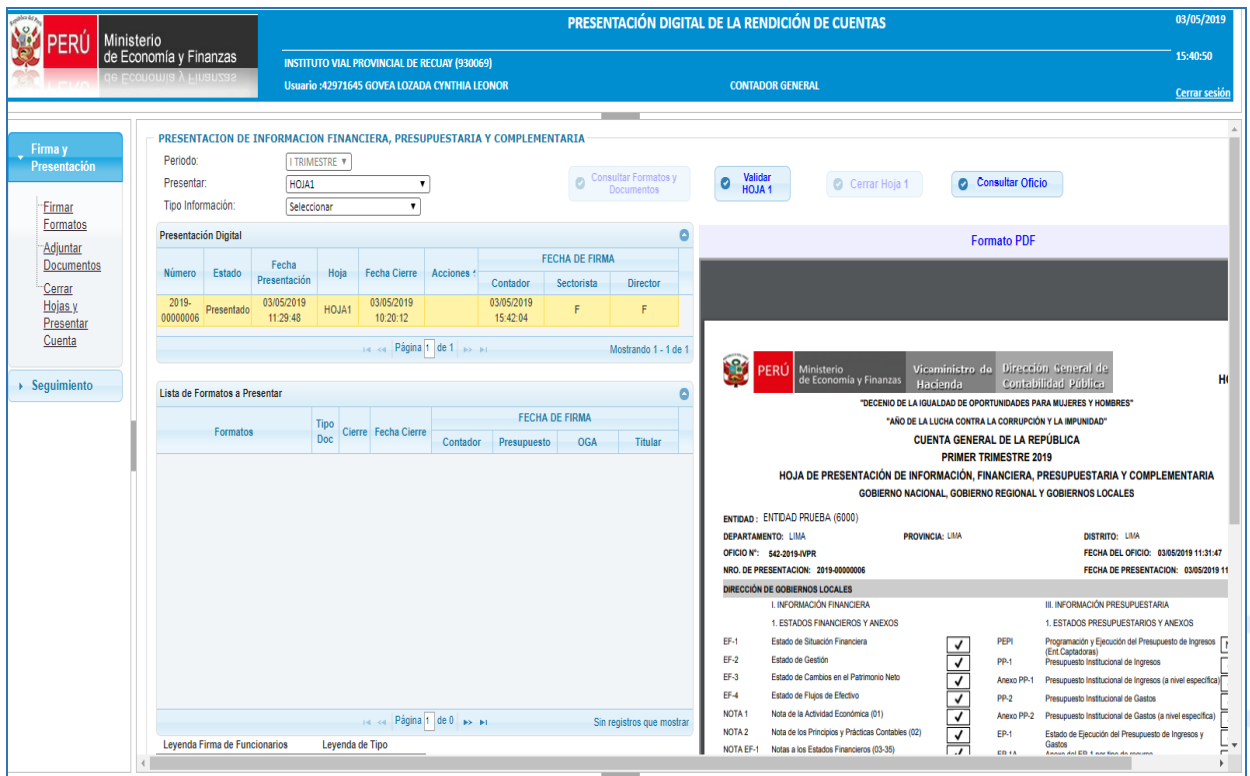 PRESENTACIÓN DIGITAL DE LA RENDICIÓN DE CUENTAS
03/05/2019
PERÚ
Ministerio
de Economía y Finanzas
INSTITUTO VIAL PROVINCIAL DE RECUAY (930069)
15:40:50
Usuario :42971645 GOVEA LOZADA CYNTHIA LEONOR
CONTADOR GENERAL
Cerrar sesión
Firma y
Presentación
Firmar
Formatos
Adjuntar
Documentos
Cerrar
Hojas y
Presentar
Cuenta
Seguimiento
PRESENTACION DE INFORMACION FINANCIERA, PRESUPUESTARIA Y COMPLEMENTARIA
Periodo: I TRIMESTRE
Presentar: HOJA1
Tipo Información: Seleccionar
Consultar Formatos y
Documentos
Validar
HOJA 1
Cerrar Hoja 1
Consultar Oficio
Presentación Digital
Número Estado Fecha Presentación Hoja Fecha Cierre Acciones FECHA DE FIRMA
Contador Sectorista Director
2019-00000006 Presentado 03/05/2019 11:29:48 HOJA1 03/05/2019 10:20:12 03/05/2019 15:42:04 F F
Página 1 de 1 Mostrando 1 - 1 de 1
Lista de Formatos a Presentar
Formatos Tipo Doc Cierre Fecha Cierre FECHA DE FIRMA
Contador Presupuesto OGA Titular
Página 1 de 0 Sin registros que mostrar
Leyenda Firma de Funcionarios Leyenda de Tipo
Formato PDF
PERÚ
Ministerio
de Economía y Finanzas
Viceministro de
Hacienda
Dirección General de
Contabilidad Pública
"DECENIO DE LA IGUALDAD DE OPORTUNIDADES PARA MUJERES Y HOMBRES"
"AÑO DE LA LUCHA CONTRA LA CORRUPCIÓN Y LA IMPUNIDAD"
CUENTA GENERAL DE LA REPÚBLICA
PRIMER TRIMESTRE 2019
HOJA DE PRESENTACIÓN DE INFORMACIÓN, FINANCIERA, PRESUPUESTARIA Y COMPLEMENTARIA
GOBIERNO NACIONAL, GOBIERNO REGIONAL Y GOBIERNOS LOCALES
ENTIDAD : ENTIDAD PRUEBA (6000)
DEPARTAMENTO: LIMA PROVINCIA: LIMA DISTRITO: LIMA
OFICIO N°: 542-2019-IVPR FECHA DEL OFICIO: 03/05/2019 11:31:47
NRO. DE PRESENTACION: 2019-00000006 FECHA DE PRESENTACION: 03/05/2019 11
DIRECCIÓN DE GOBIERNOS LOCALES
I. INFORMACIÓN FINANCIERA III. INFORMACIÓN PRESUPUESTARIA
1. ESTADOS FINANCIEROS Y ANEXOS 1. ESTADOS PRESUPUESTARIOS Y ANEXOS
EF-1 Estado de Situación Financiera PEPI Programación y Ejecución del Presupuesto de Ingresos
(Ent.Captadoras)
EF-2 Estado de Gestión PP-1 Presupuesto Institucional de Ingresos
EF-3 Estado de Cambios en el Patrimonio Neto Anexo PP-1 Presupuesto Institucional de Ingresos (a nivel específica)
EF-4 Estado de Flujos de Efectivo PP-2 Presupuesto Institucional de Gastos
NOTA 1 Nota de la Actividad Económica (01) Anexo PP-2 Presupuesto Institucional de Gastos (a nivel específica)
NOTA 2 Nota de los Principios y Prácticas Contables (02) EP-1 Estado de Ejecución del Presupuesto de Ingresos y
Gastos
NOTA EF-1 Notas a los Estados Financieros (03-35)